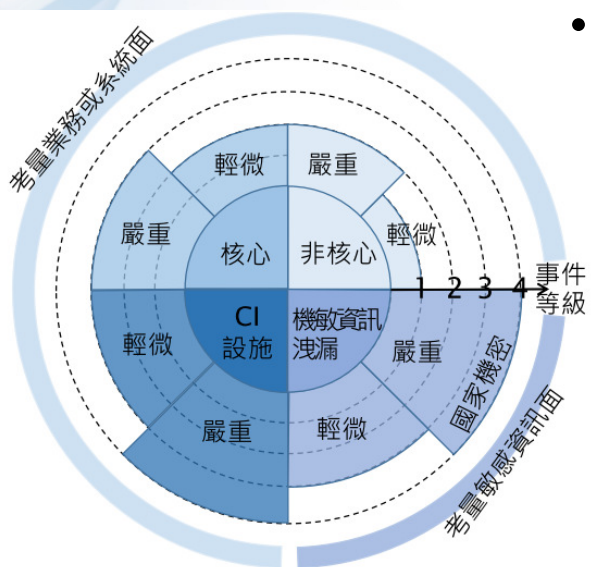 考量業務或系統面
輕微
嚴重
嚴重
核心
非核心
輕微
1 2 3 4
事件
等級
CI
設施
機敏資訊
洩漏
輕微
嚴重
國家機密
嚴重
輕微
考量敏感資訊面